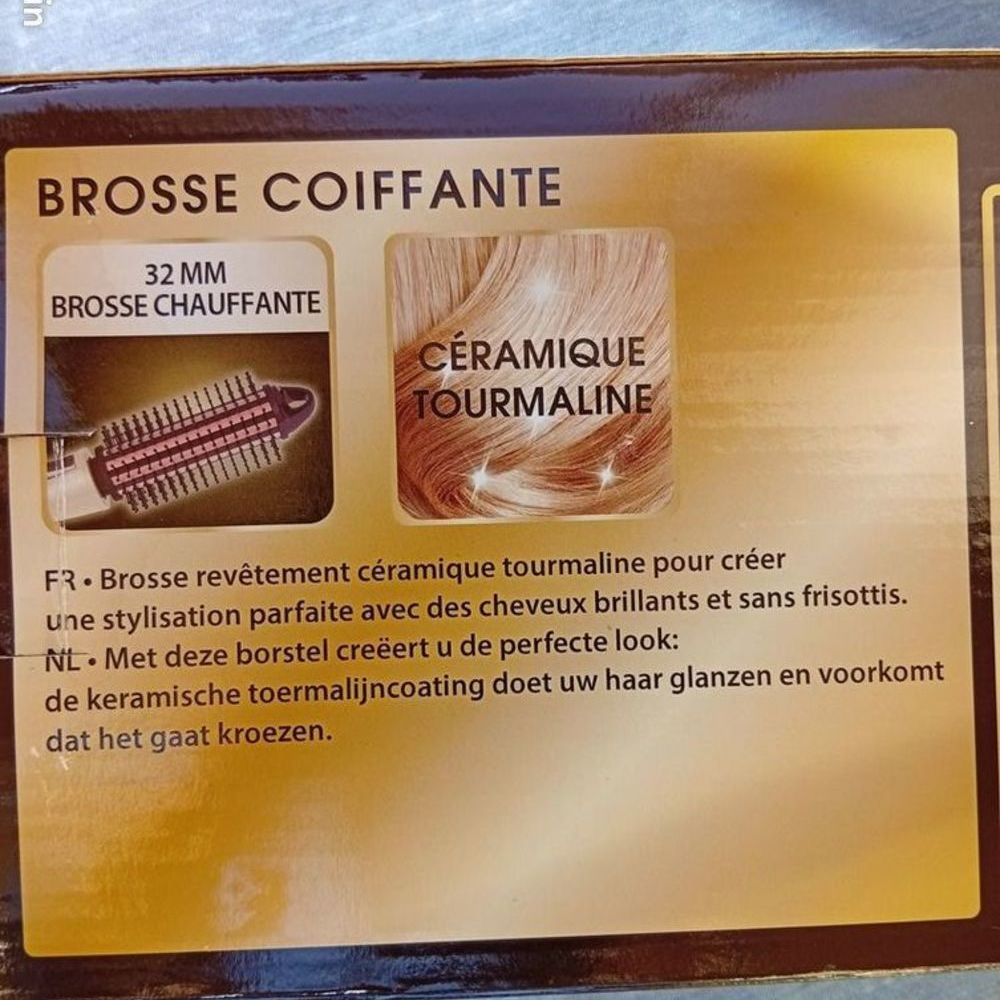 in
BROSSE COIFFANTE
32 MM
BROSSE CHAUFFANTE
CÉRAMIQUE
TOURMALINE
FR • Brosse revêtement céramique tourmaline pour créer
une stylisation parfaite avec des cheveux brillants et sans frisottis.
NL • Met deze borstel creëert u de perfecte look:
de keramische toermalijncoating doet uw haar glanzen en voorkomt
dat het gaat kroezen.